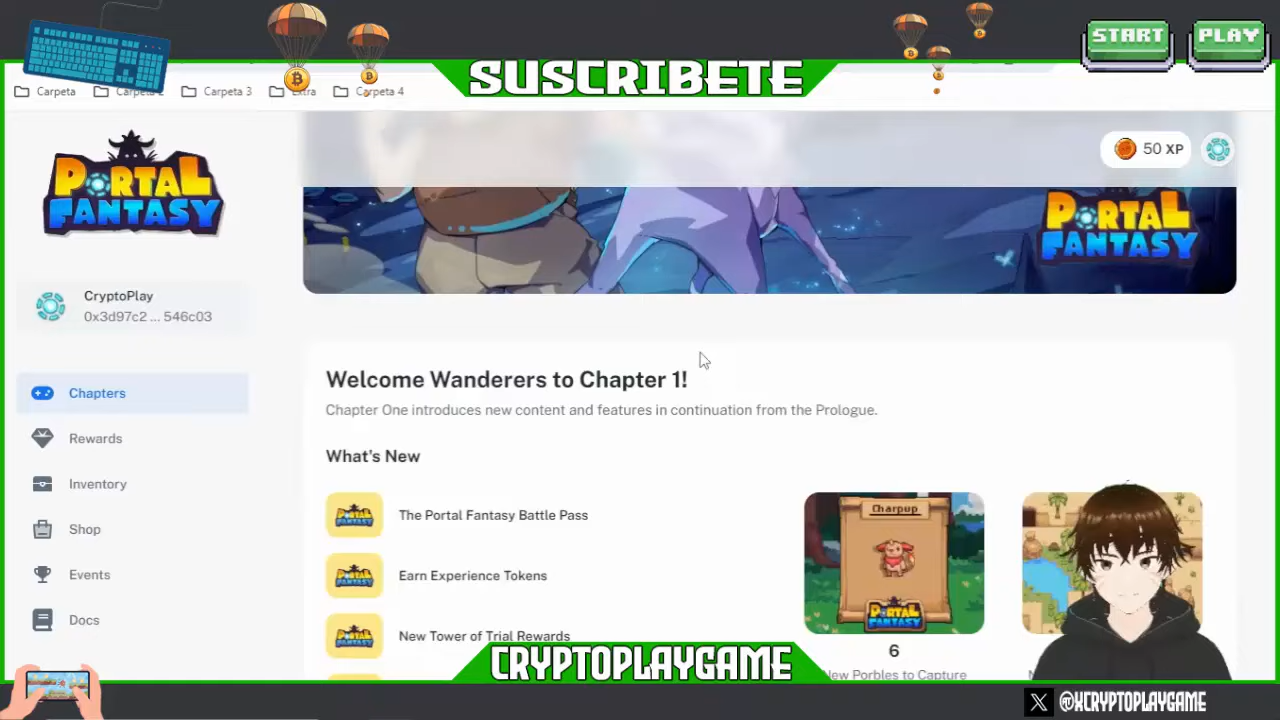 START
PLAY
SUSCRIBETE
Carpeta
Carpeta 3
Extra
Carpeta 4
PORTAL
FANTASY
50 XP
PORTAL
FANTASY
CryptoPlay
0x3d97c2 ... 546c03
Chapters
Rewards
Inventory
Shop
Events
Docs
Welcome Wanderers to Chapter 1!
Chapter One introduces new content and features in continuation from the Prologue.
What's New
The Portal Fantasy Battle Pass
Earn Experience Tokens
New Tower of Trial Rewards
Charpup
PORTAL
FANTASY
6
New Porbles to Capture
CRYPTOPLAYGAME
X @XCRYPTOPLAYGAME